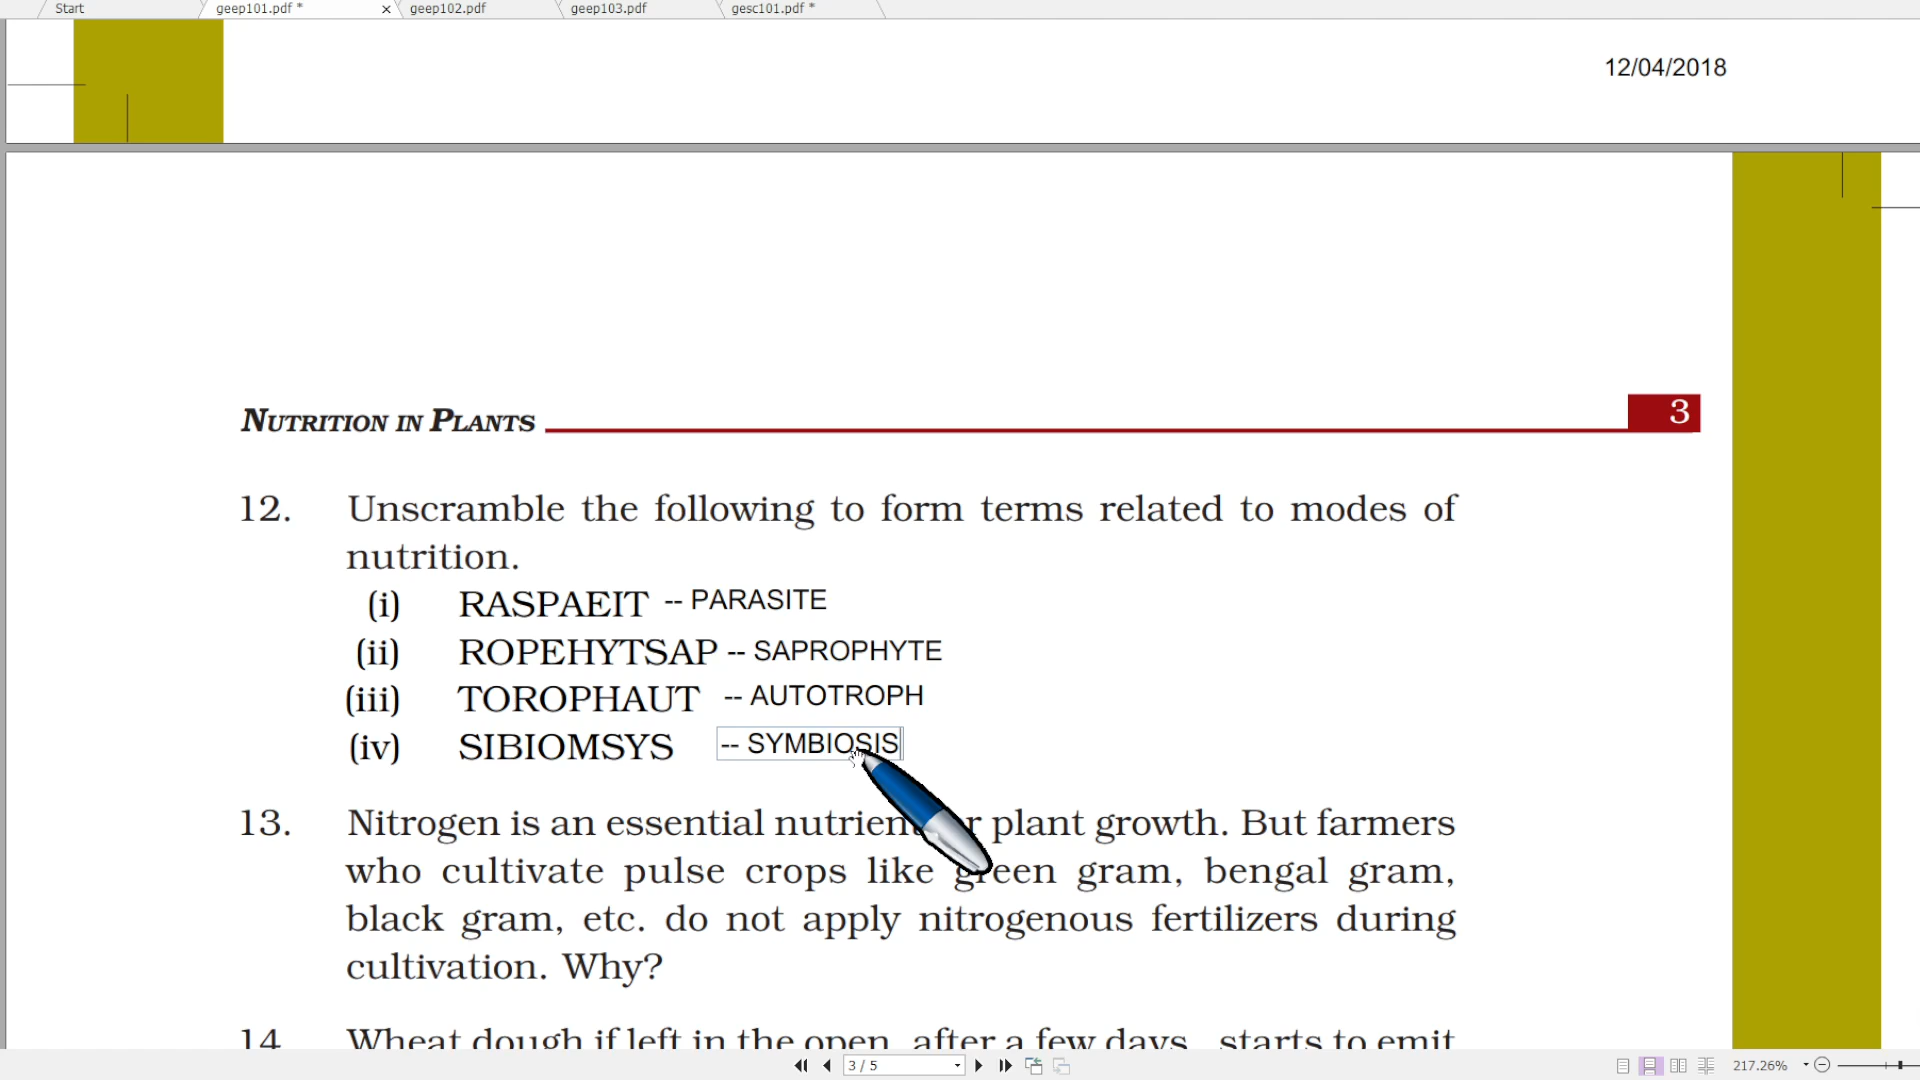 Start
geep101.pdf *
geep102.pdf
geep103.pdf
gesc101.pdf *
12/04/2018
NUTRITION IN PLANTS
3
12. Unscramble the following to form terms related to modes of
nutrition.
(i) RASPAEIT -- PARASITE
(ii) ROPEHYTSAP -- SAPROPHYTE
(iii) TOROPHAUT -- AUTOTROPH
(iv) SIBIOMSYS -- SYMBIOSIS
13. Nitrogen is an essential nutrient plant growth. But farmers
who cultivate pulse crops like green gram, bengal gram,
black gram, etc. do not apply nitrogenous fertilizers during
cultivation. Why?
14. Wheat dough if left in the open, after a few days, starts to emit
3 / 5
217.26%